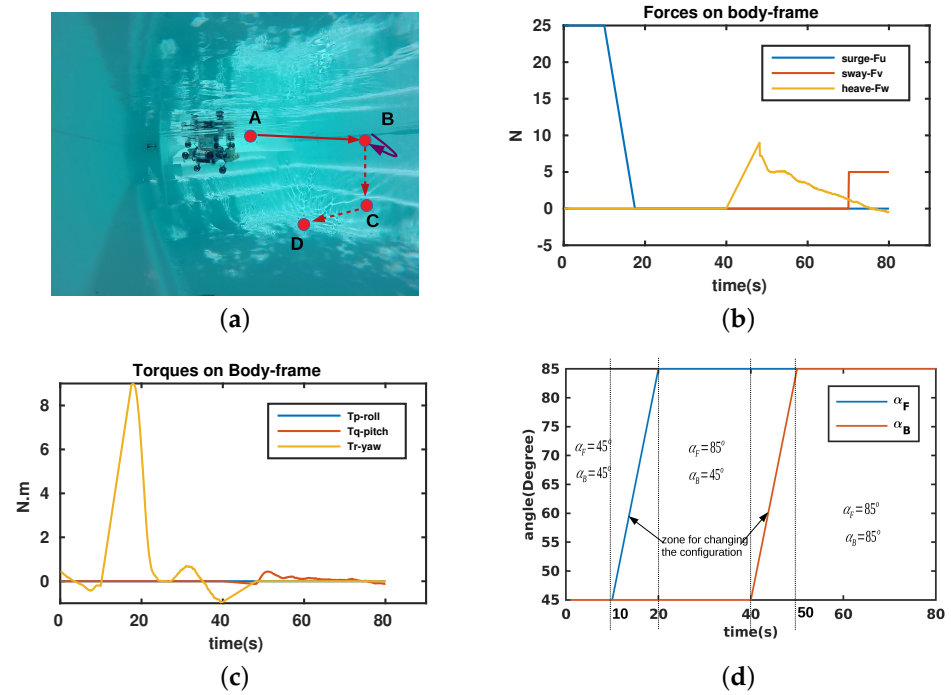 A
B
C
D
(a)
Forces on body-frame
surge-Fu
sway-Fv
heave-Fw
N
25
20
15
10
5
0
-5
0 20 40 60 80
time(s)
(b)
Torques on Body-frame
Tp-roll
Tq-pitch
Tr-yaw
N.m
8
6
4
2
0
0 20 40 60 80
time(s)
(c)
α_F
α_B
angle(Degree)
85
80
75
70
65
60
55
50
45
α_F=45° α_F=85°
α_B=45° α_B=45°
α_F=85°
α_B=85°
zone for changing
the configuration
0 10 20 40 50 60 80
time(s)
(d)